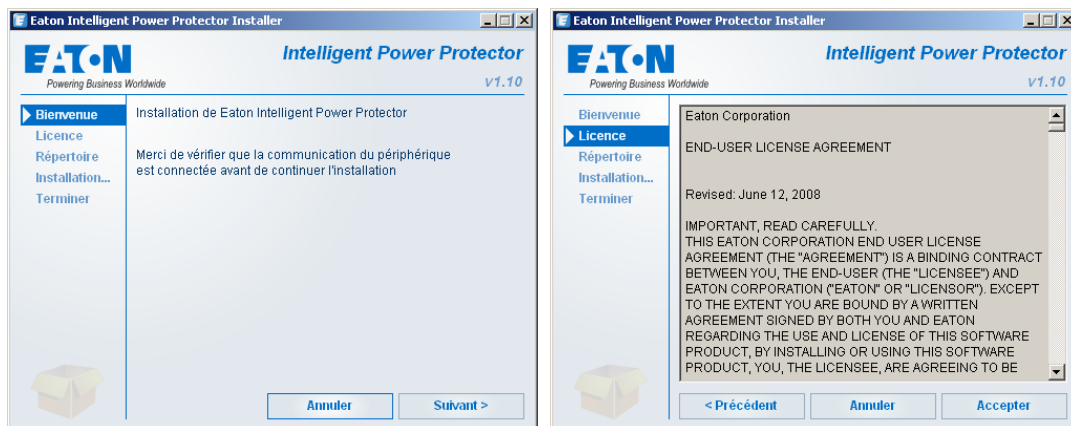 Eaton Intelligent Power Protector Installer
EATON
Powering Business Worldwide
Intelligent Power Protector
v1.10
Bienvenue
Licence
Répertoire
Installation...
Terminer
Installation de Eaton Intelligent Power Protector
Merci de vérifier que la communication du périphérique
est connectée avant de continuer l'installation
Annuler
Suivant >
Eaton Intelligent Power Protector Installer
EATON
Powering Business Worldwide
Intelligent Power Protector
v1.10
Bienvenue
Licence
Répertoire
Installation...
Terminer
Eaton Corporation
END-USER LICENSE AGREEMENT
Revised: June 12, 2008
IMPORTANT, READ CAREFULLY.
THIS EATON CORPORATION END USER LICENSE
AGREEMENT (THE "AGREEMENT") IS A BINDING CONTRACT
BETWEEN YOU, THE END-USER (THE "LICENSEE") AND
EATON CORPORATION ("EATON" OR "LICENSOR"). EXCEPT
TO THE EXTENT YOU ARE BOUND BY A WRITTEN
AGREEMENT SIGNED BY BOTH YOU AND EATON
REGARDING THE USE AND LICENSE OF THIS SOFTWARE
PRODUCT, BY INSTALLING OR USING THIS SOFTWARE
PRODUCT, YOU, THE LICENSEE, ARE AGREEING TO BE
< Précédent
Annuler
Accepter